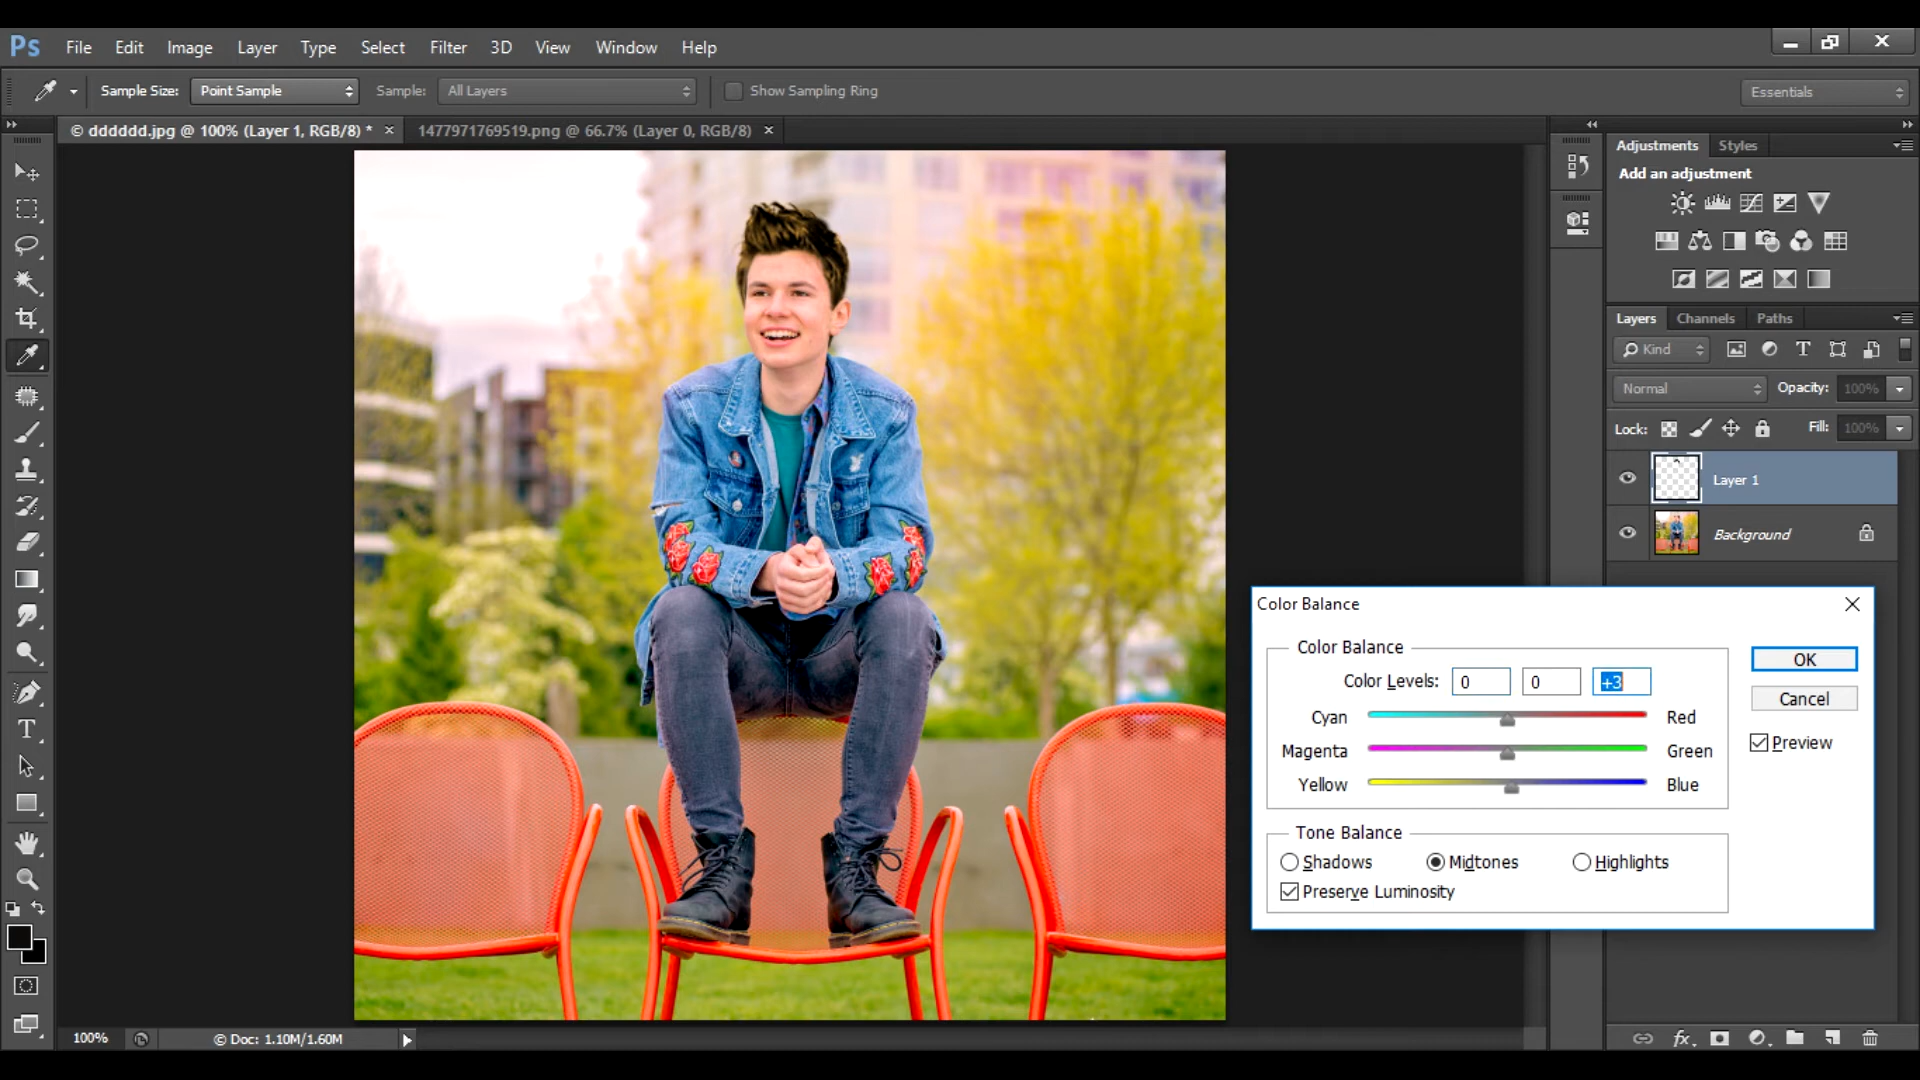 Ps File Edit Image Layer Type Select Filter 3D View Window Help
Sample Size: Point Sample Sample: All Layers Show Sampling Ring Essentials
© dddddd.jpg @ 100% (Layer 1, RGB/8) * × 1477971769519.png @ 66.7% (Layer 0, RGB/8) ×
Adjustments Styles
Add an adjustment
Layers Channels Paths
Kind
Normal Opacity: 100%
Lock: Fill: 100%
Layer 1
Background
Color Balance
Color Balance
Color Levels: 0 0 +3
Cyan Red
Magenta Green
Yellow Blue
OK
Cancel
Preview
Tone Balance
Shadows Midtones Highlights
Preserve Luminosity
100% © Doc: 1.10M/1.60M
fx